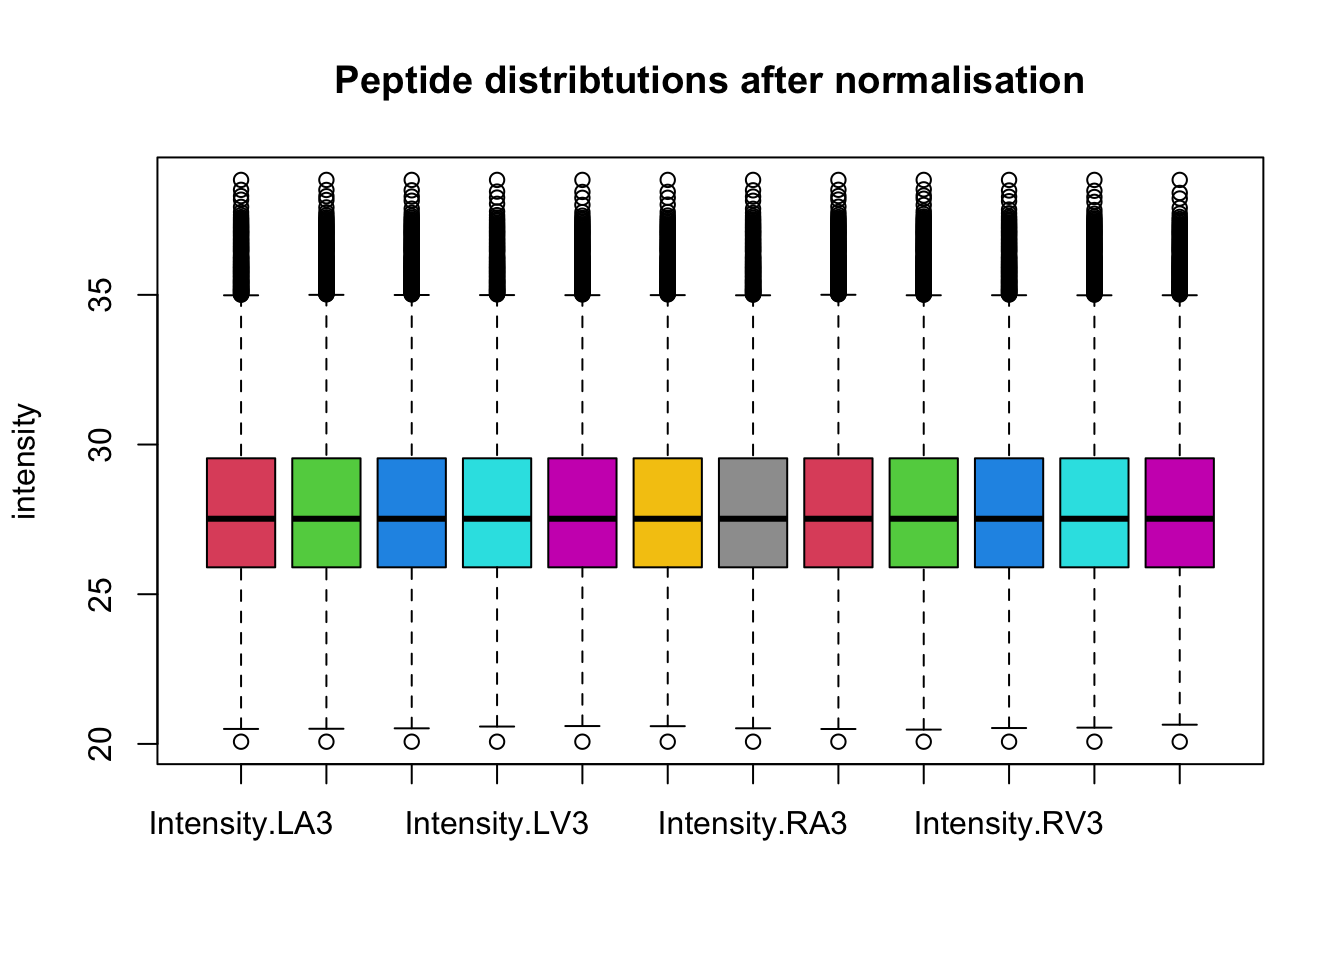 Peptide distribtutions after normalisation
intensity
35
30
25
20
Intensity.LA3 Intensity.LV3 Intensity.RA3 Intensity.RV3